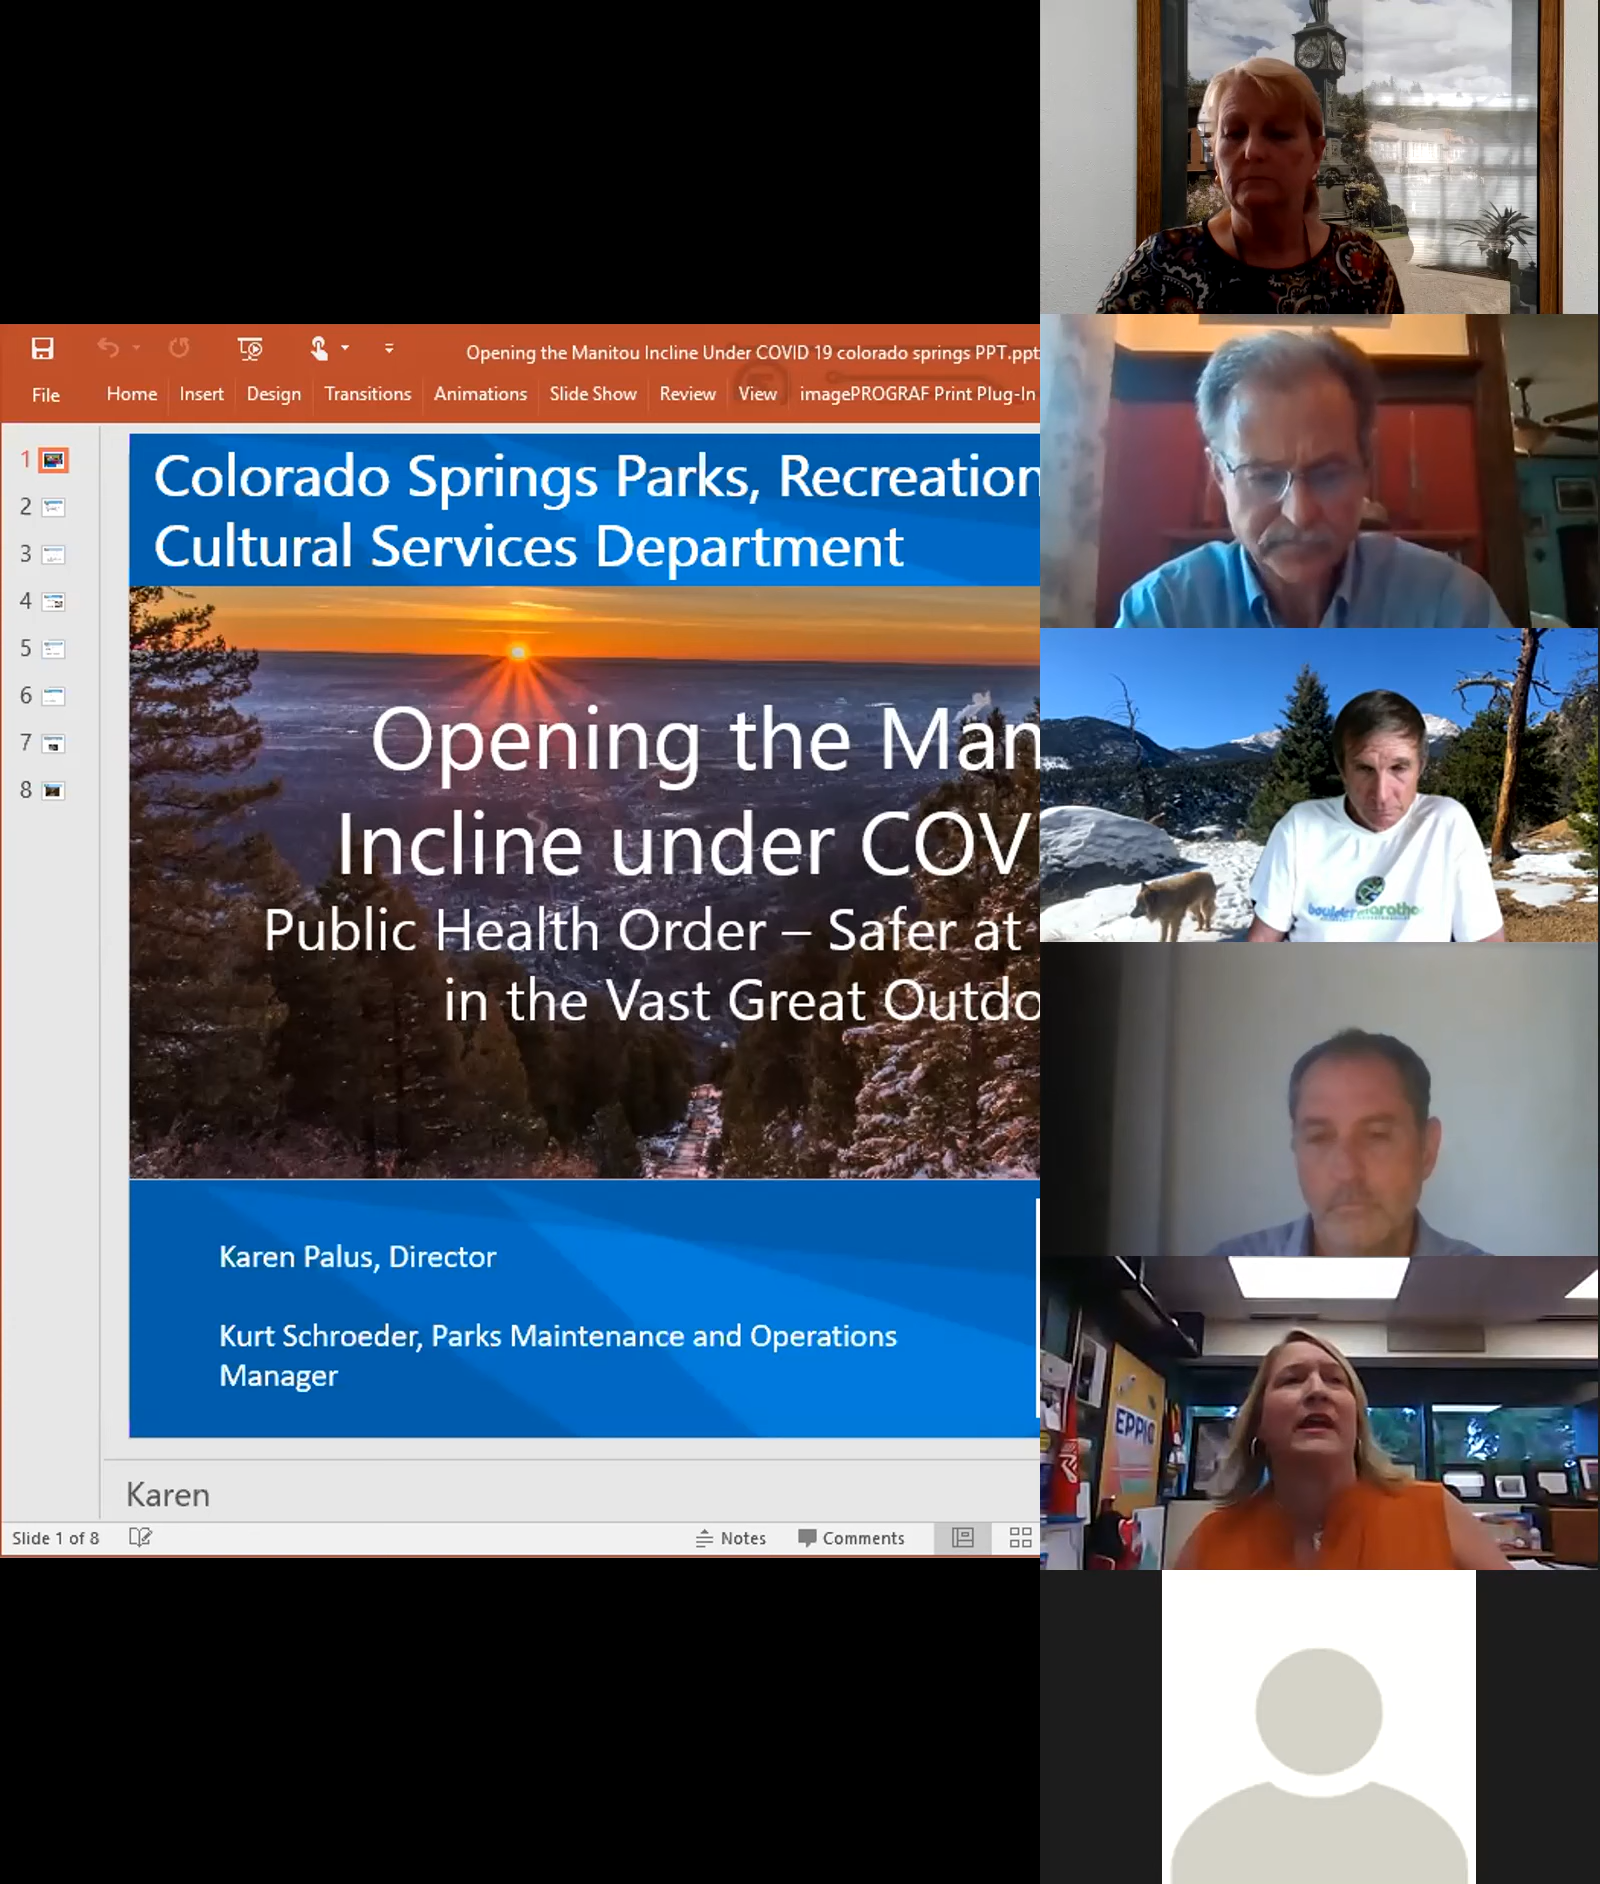 Opening the Manitou Incline Under COVID 19 colorado springs PPT.ppt
File
Home
Insert
Design
Transitions
Animations
Slide Show
Review
View
imagePROGRAF Print Plug-In
1
2
3
4
5
6
7
8
Colorado Springs Parks, Recreation
Cultural Services Department
Opening the Man
Incline under COV
Public Health Order – Safer at
in the Vast Great Outdo
Karen Palus, Director
Kurt Schroeder, Parks Maintenance and Operations
Manager
Karen
Slide 1 of 8
Notes
Comments
bouldermarathon
EPPIC